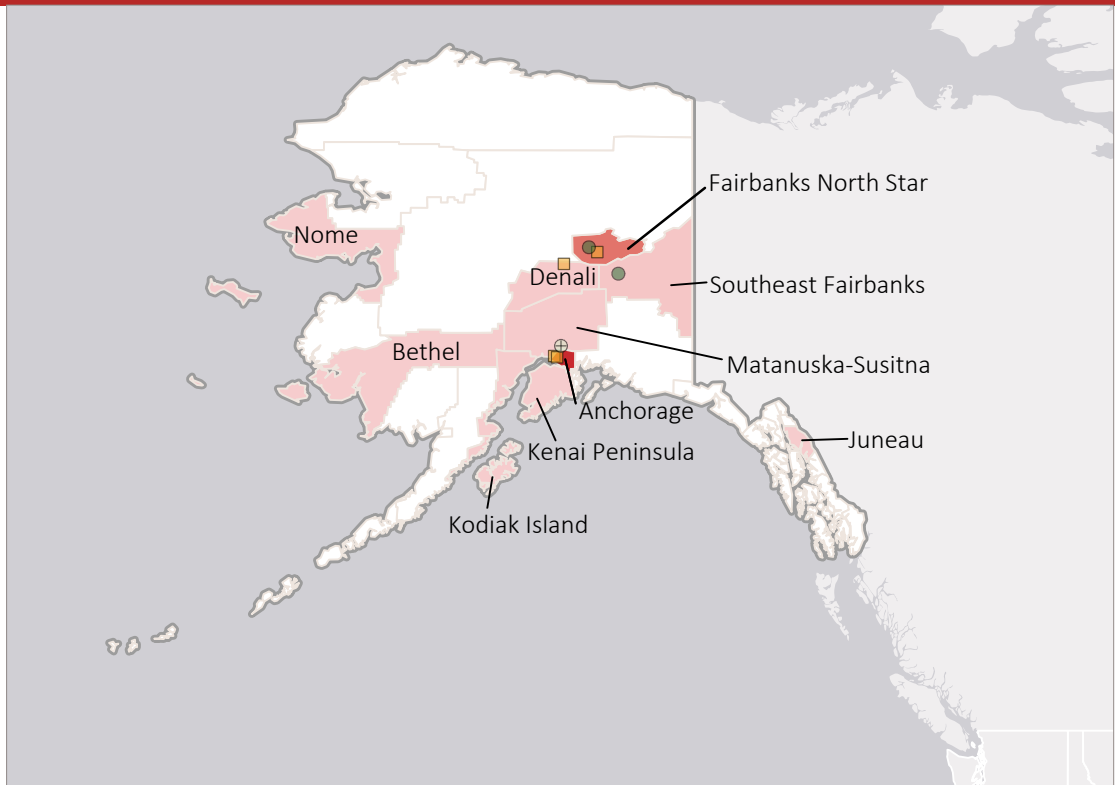 Fairbanks North Star
Nome
Denali
Southeast Fairbanks
Bethel
Matanuska-Susitna
Anchorage
Juneau
Kenai Peninsula
Kodiak Island